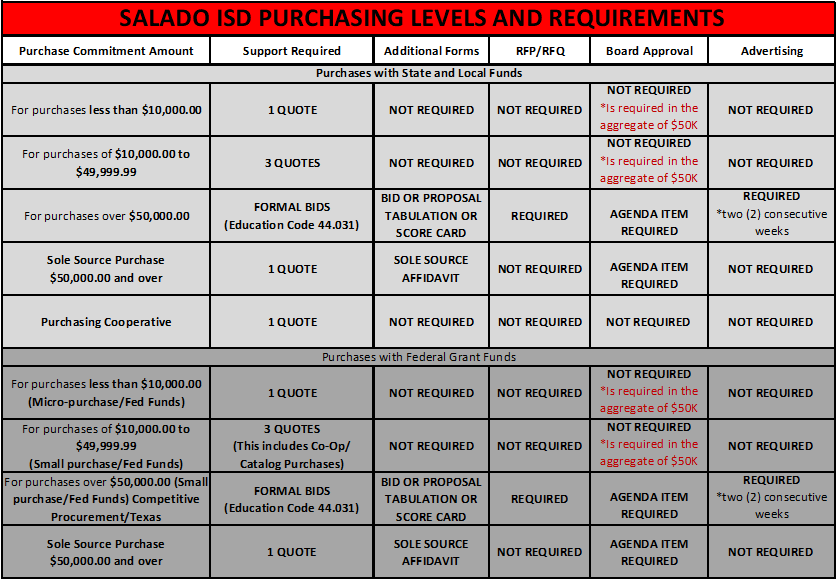 SALADO ISD PURCHASING LEVELS AND REQUIREMENTS
Purchase Commitment Amount Support Required Additional Forms RFP/RFQ Board Approval Advertising
Purchases with State and Local Funds
For purchases less than $10,000.00
1 QUOTE
NOT REQUIRED
NOT REQUIRED
NOT REQUIRED
*Is required in the
aggregate of $50K
NOT REQUIRED
For purchases of $10,000.00 to
$49,999.99
3 QUOTES
NOT REQUIRED
NOT REQUIRED
NOT REQUIRED
*Is required in the
aggregate of $50K
NOT REQUIRED
For purchases over $50,000.00
FORMAL BIDS
(Education Code 44.031)
BID OR PROPOSAL
TABULATION OR
SCORE CARD
REQUIRED
AGENDA ITEM
REQUIRED
REQUIRED
*two (2) consecutive
weeks
Sole Source Purchase
$50,000.00 and over
1 QUOTE
SOLE SOURCE
AFFIDAVIT
NOT REQUIRED
AGENDA ITEM
REQUIRED
NOT REQUIRED
Purchasing Cooperative
1 QUOTE
NOT REQUIRED
NOT REQUIRED
NOT REQUIRED
NOT REQUIRED
Purchases with Federal Grant Funds
For purchases less than $10,000.00
(Micro-purchase/Fed Funds)
1 QUOTE
NOT REQUIRED
NOT REQUIRED
NOT REQUIRED
*Is required in the
aggregate of $50K
NOT REQUIRED
For purchases of $10,000.00 to
$49,999.99
(Small purchase/Fed Funds)
3 QUOTES
(This includes Co-Op/
Catalog Purchases)
NOT REQUIRED
NOT REQUIRED
NOT REQUIRED
*Is required in the
aggregate of $50K
NOT REQUIRED
For purchases over $50,000.00 (Small
purchase/Fed Funds) Competitive
Procurement/Texas
FORMAL BIDS
(Education Code 44.031)
BID OR PROPOSAL
TABULATION OR
SCORE CARD
REQUIRED
AGENDA ITEM
REQUIRED
REQUIRED
*two (2) consecutive
weeks
Sole Source Purchase
$50,000.00 and over
1 QUOTE
SOLE SOURCE
AFFIDAVIT
NOT REQUIRED
AGENDA ITEM
REQUIRED
NOT REQUIRED